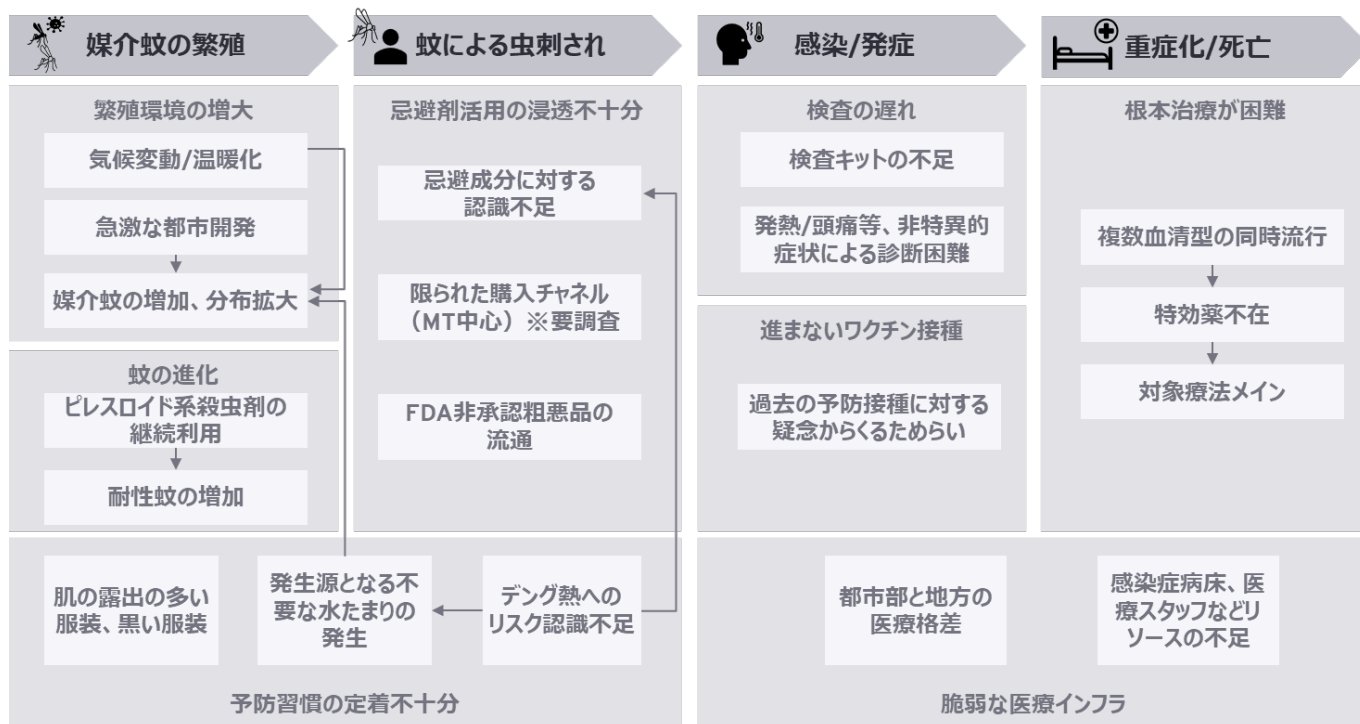 媒介蚊の繁殖
蚊による虫刺され
感染/発症
重症化/死亡
繁殖環境の増大
気候変動/温暖化
急激な都市開発
媒介蚊の増加、分布拡大
蚊の進化
ピレスロイド系殺虫剤の
継続利用
耐性蚊の増加
忌避剤活用の浸透不十分
忌避成分に対する
認識不足
限られた購入チャネル
(MT中心)※要調査
FDA非承認粗悪品の
流通
検査の遅れ
検査キットの不足
発熱/頭痛等、非特異的
症状による診断困難
進まないワクチン接種
過去の予防接種に対する
疑念からくるためらい
根本治療が困難
複数血清型の同時流行
特効薬不在
対象療法メイン
肌の露出の多い
服装、黒い服装
発生源となる不
要な水たまりの
発生
デング熱への
リスク認識不足
予防習慣の定着不十分
都市部と地方の
医療格差
感染症病床、医
療スタッフなどリ
ソースの不足
脆弱な医療インフラ